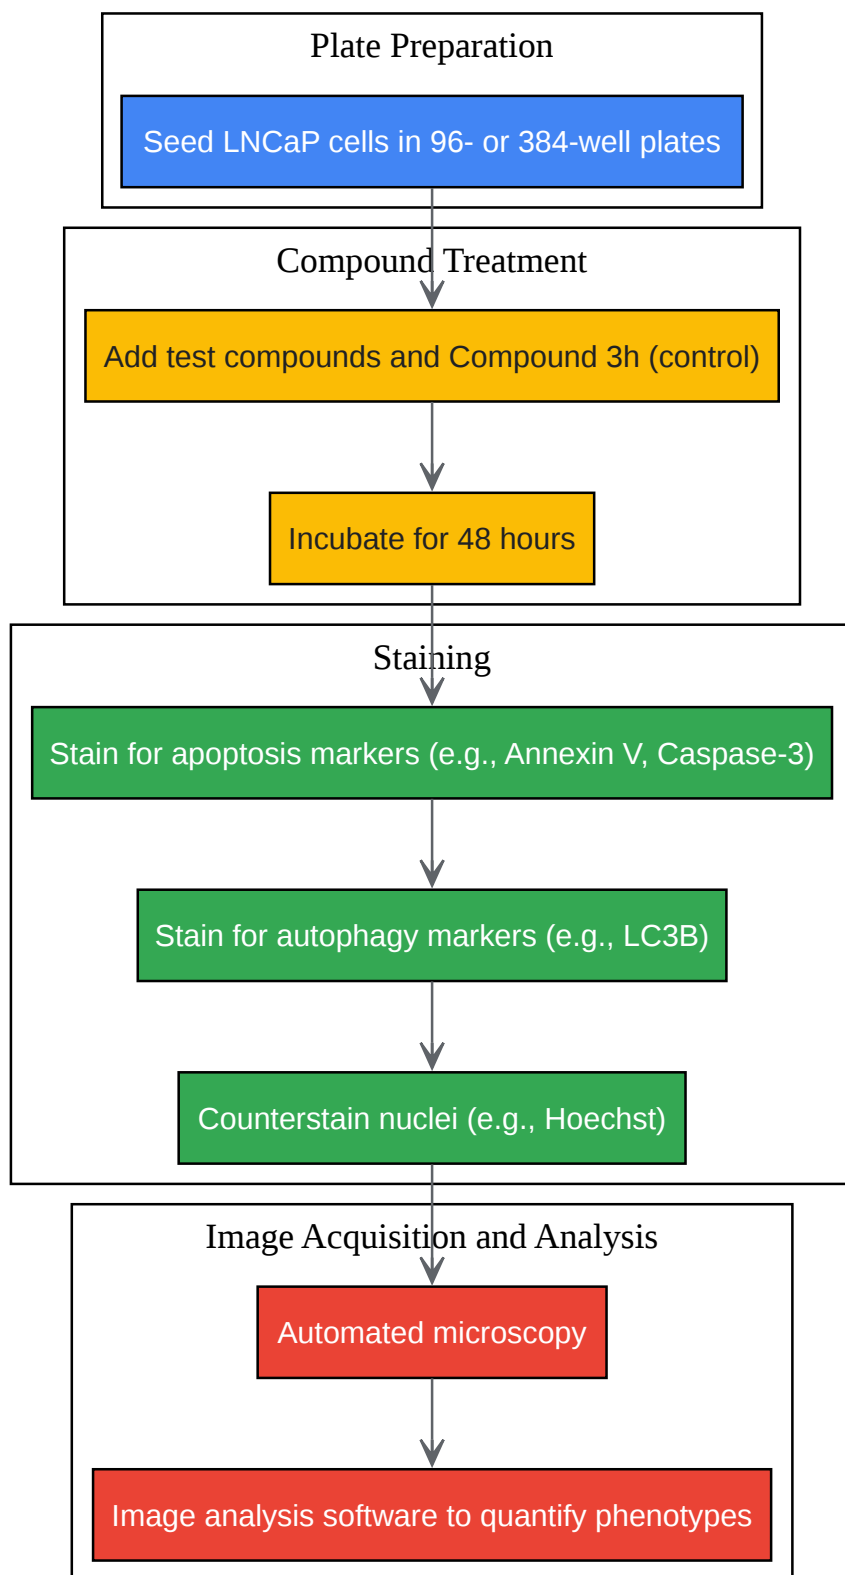 Plate Preparation
Seed LNCaP cells in 96- or 384-well plates
Compound Treatment
Add test compounds and Compound 3h (control)
Incubate for 48 hours
Staining
Stain for apoptosis markers (e.g., Annexin V, Caspase-3)
Stain for autophagy markers (e.g., LC3B)
Counterstain nuclei (e.g., Hoechst)
Image Acquisition and Analysis
Automated microscopy
Image analysis software to quantify phenotypes